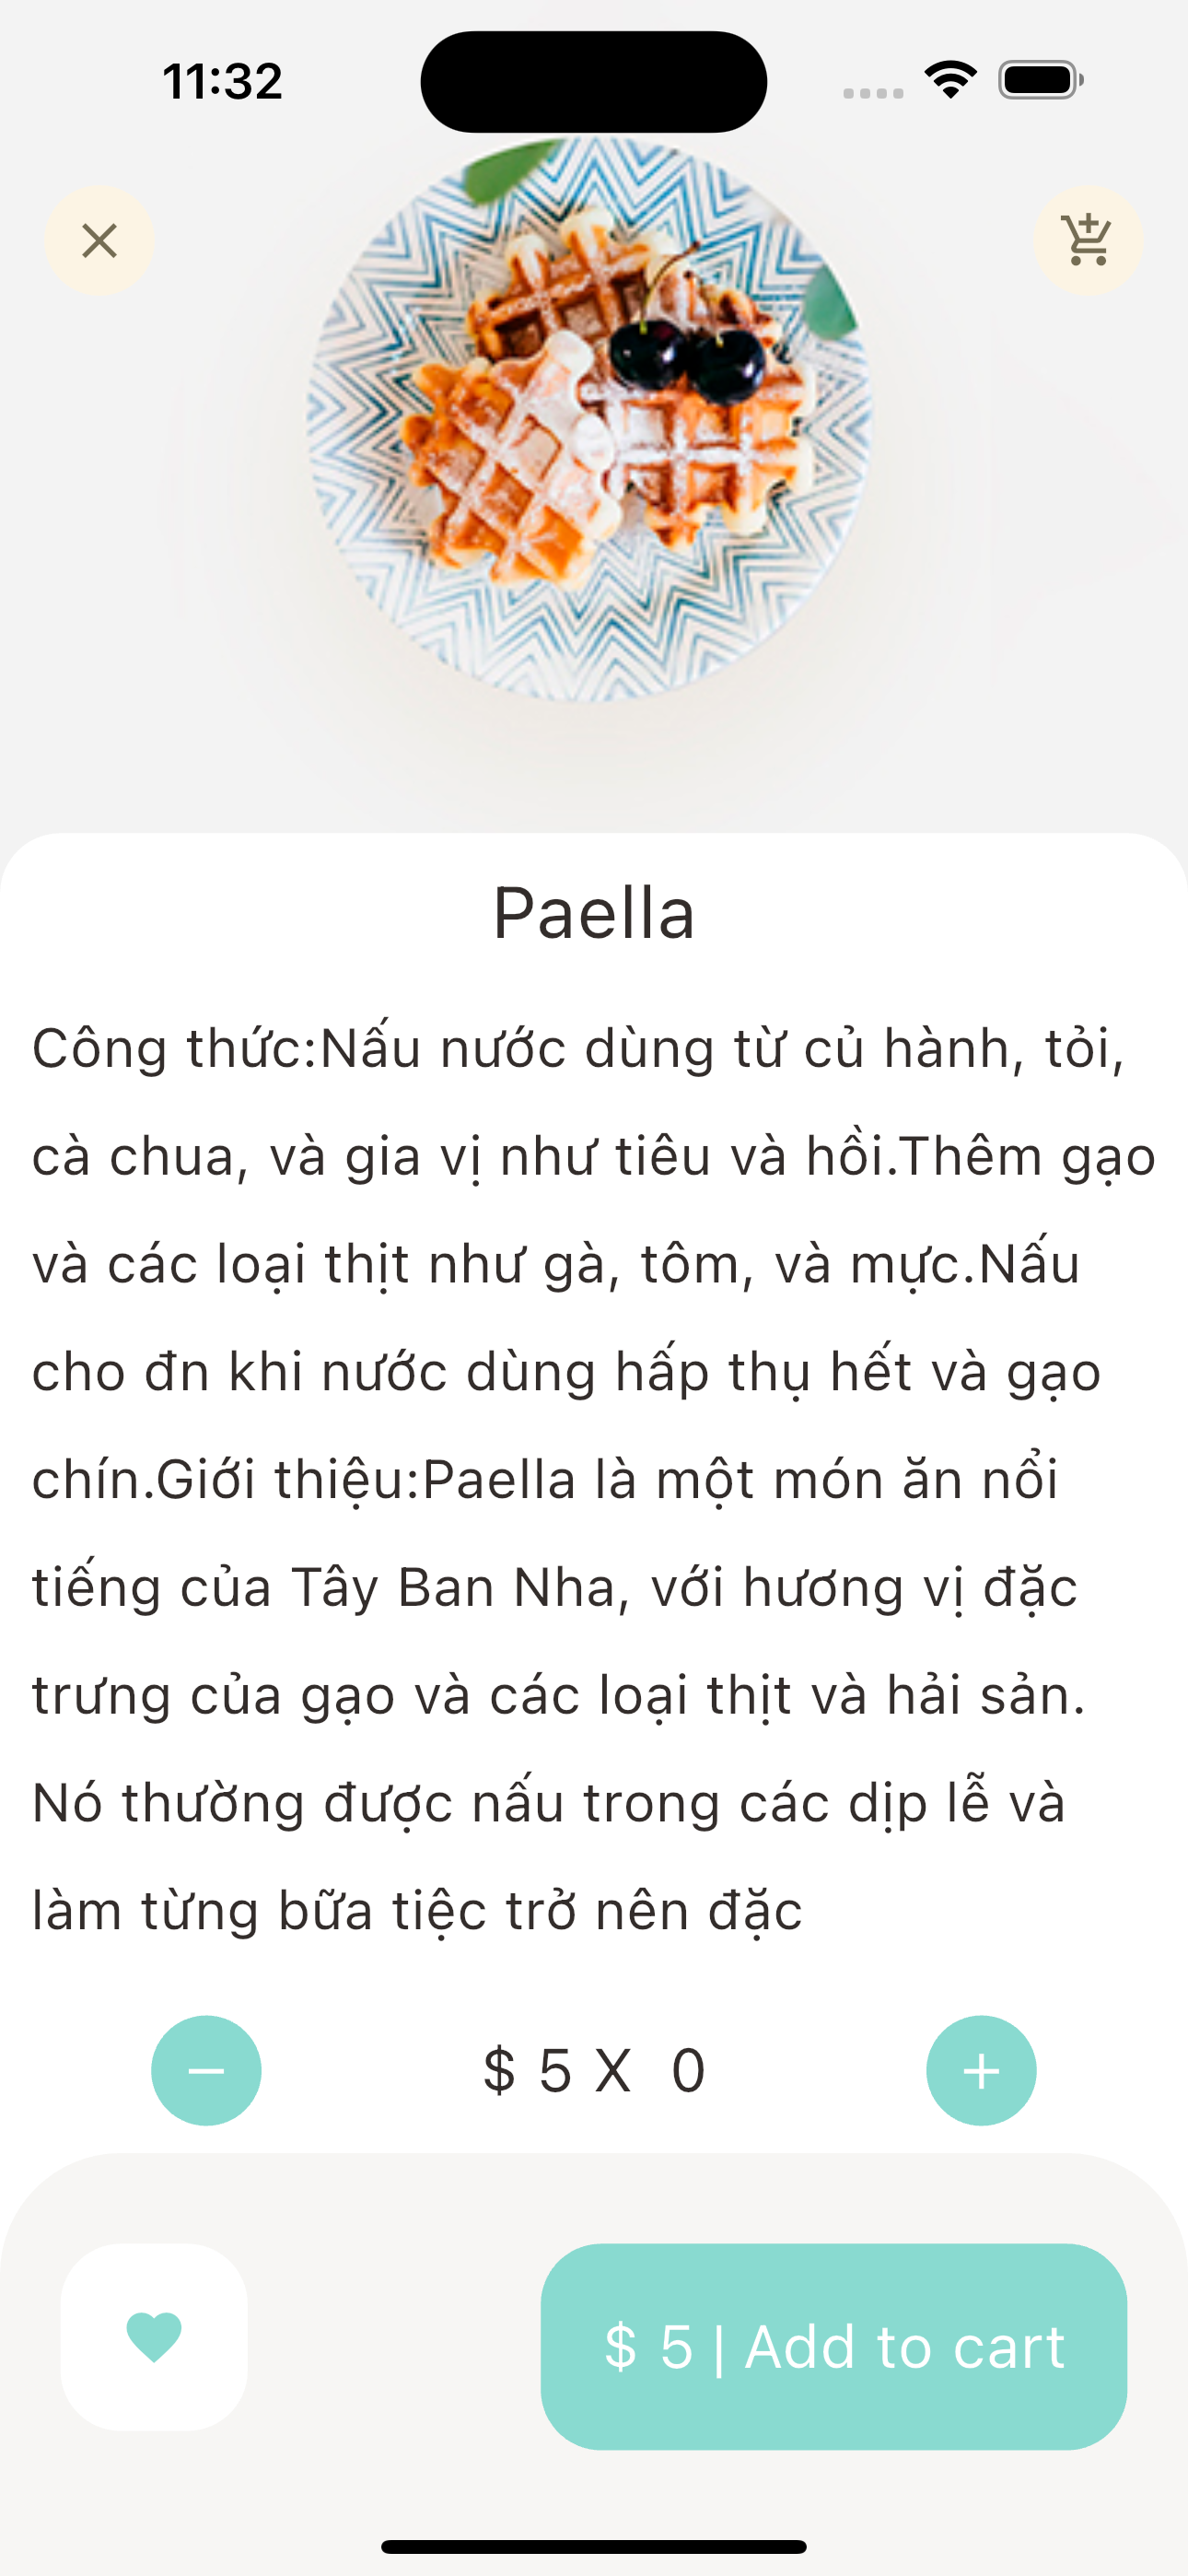 11:32
Paella
Công thức:Nấu nước dùng từ củ hành, tỏi,
cà chua, và gia vị như tiêu và hồi.Thêm gạo
và các loại thịt như gà, tôm, và mực.Nấu
cho đn khi nước dùng hấp thụ hết và gạo
chín.Giới thiệu:Paella là một món ăn nổi
tiếng của Tây Ban Nha, với hương vị đặc
trưng của gạo và các loại thịt và hải sản.
Nó thường được nấu trong các dịp lễ và
làm từng bữa tiệc trở nên đặc
$ 5 X 0
$ 5 | Add to cart